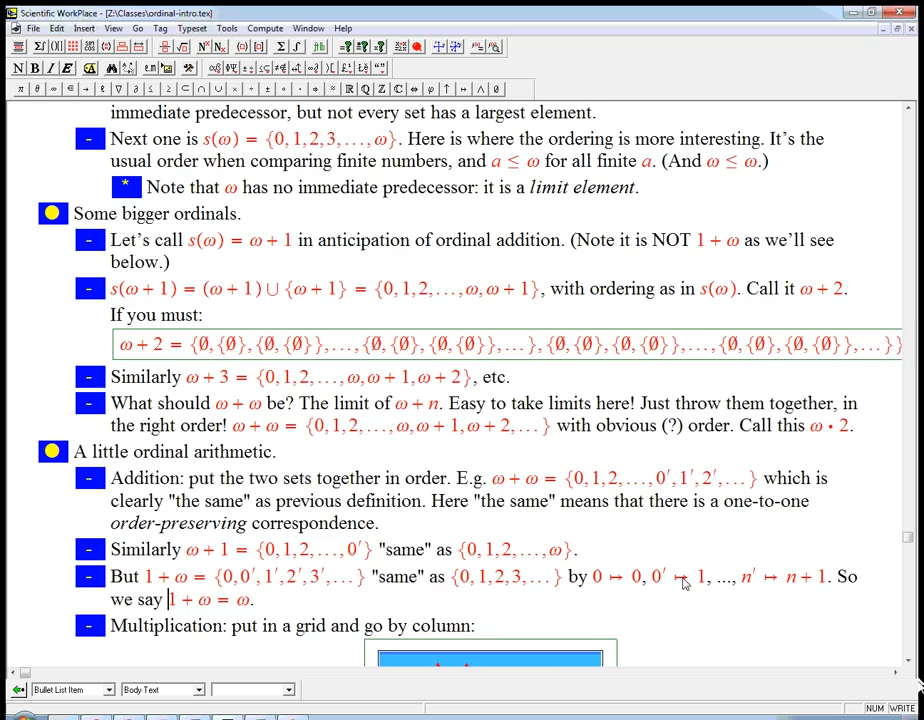 Scientific WorkPlace - [Z:\Classes\ordinal-intro.tex]
File Edit Insert View Go Tag Typeset Tools Compute Window Help
immediate predecessor, but not every set has a largest element.
- Next one is s(ω) = {0, 1, 2, 3, …, ω}. Here is where the ordering is more interesting. It's the
usual order when comparing finite numbers, and a ≤ ω for all finite a. (And ω ≤ ω.)
* Note that ω has no immediate predecessor: it is a limit element.
Some bigger ordinals.
- Let's call s(ω) = ω + 1 in anticipation of ordinal addition. (Note it is NOT 1 + ω as we'll see
below.)
- s(ω + 1) = (ω + 1) ∪ {ω + 1} = {0, 1, 2, …, ω, ω + 1}, with ordering as in s(ω). Call it ω + 2.
If you must:
ω + 2 = {∅, {∅}, {∅, {∅}}, …, {∅, {∅}, {∅, {∅}}, …}, {∅, {∅}, {∅, {∅}}, …, {∅, {∅}, {∅, {∅}}, …}}
- Similarly ω + 3 = {0, 1, 2, …, ω, ω + 1, ω + 2}, etc.
- What should ω + ω be? The limit of ω + n. Easy to take limits here! Just throw them together, in
the right order! ω + ω = {0, 1, 2, …, ω, ω + 1, ω + 2, …} with obvious (?) order. Call this ω • 2.
A little ordinal arithmetic.
- Addition: put the two sets together in order. E.g. ω + ω = {0, 1, 2, …, 0′, 1′, 2′, …} which is
clearly "the same" as previous definition. Here "the same" means that there is a one-to-one
order-preserving correspondence.
- Similarly ω + 1 = {0, 1, 2, …, 0′} "same" as {0, 1, 2, …, ω}.
- But 1 + ω = {0, 0′, 1′, 2′, 3′, …} "same" as {0, 1, 2, 3, …} by 0 ↦ 0, 0′ ↦ 1, ..., n′ ↦ n + 1. So
we say 1 + ω = ω.
- Multiplication: put in a grid and go by column:
Bullet List Item Body Text
NUM WRITE